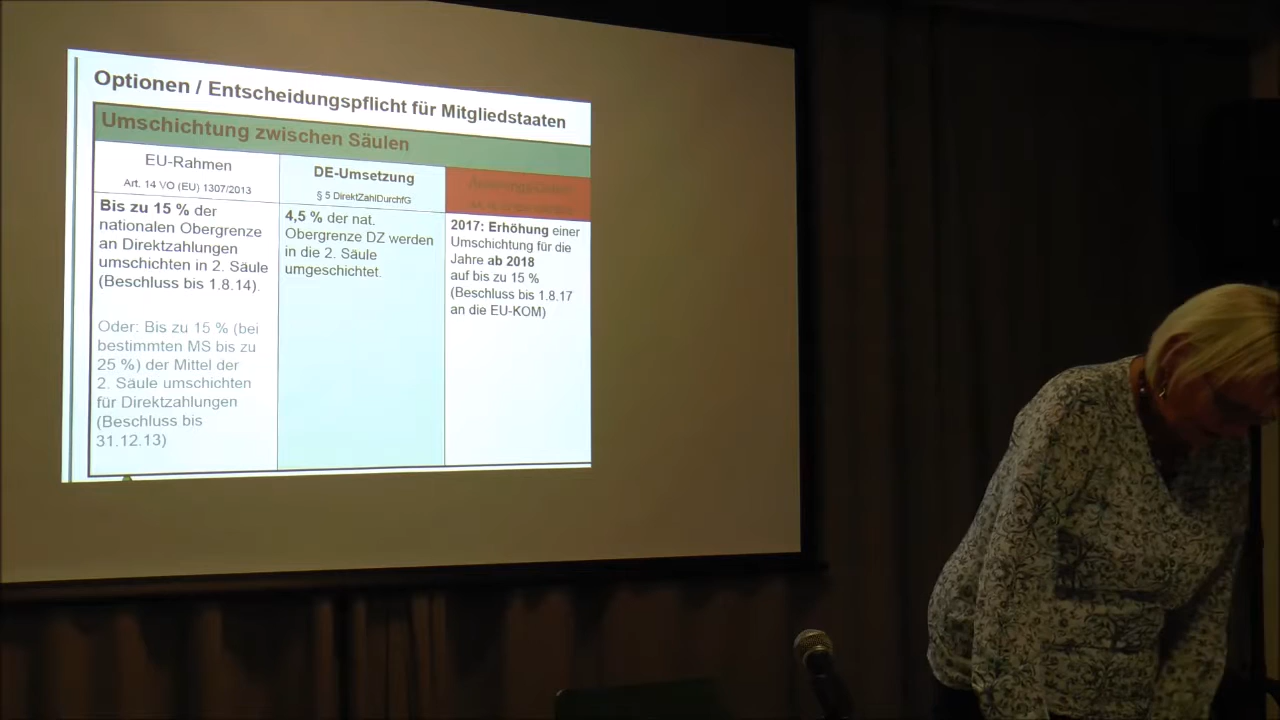 Optionen / Entscheidungspflicht für Mitgliedstaaten
Umschichtung zwischen Säulen
EU-Rahmen
Art. 14 VO (EU) 1307/2013
Bis zu 15 % der
nationalen Obergrenze
an Direktzahlungen
umschichten in 2. Säule
(Beschluss bis 1.8.14).
Oder: Bis zu 15 % (bei
bestimmten MS bis zu
25 %) der Mittel der
2. Säule umschichten
für Direktzahlungen
(Beschluss bis
31.12.13)
DE-Umsetzung
§ 5 DirektZahlDurchfG
4,5 % der nat.
Obergrenze DZ werden
in die 2. Säule
umgeschichtet.
2017: Erhöhung einer
Umschichtung für die
Jahre ab 2018
auf bis zu 15 %
(Beschluss bis 1.8.17
an die EU-KOM)